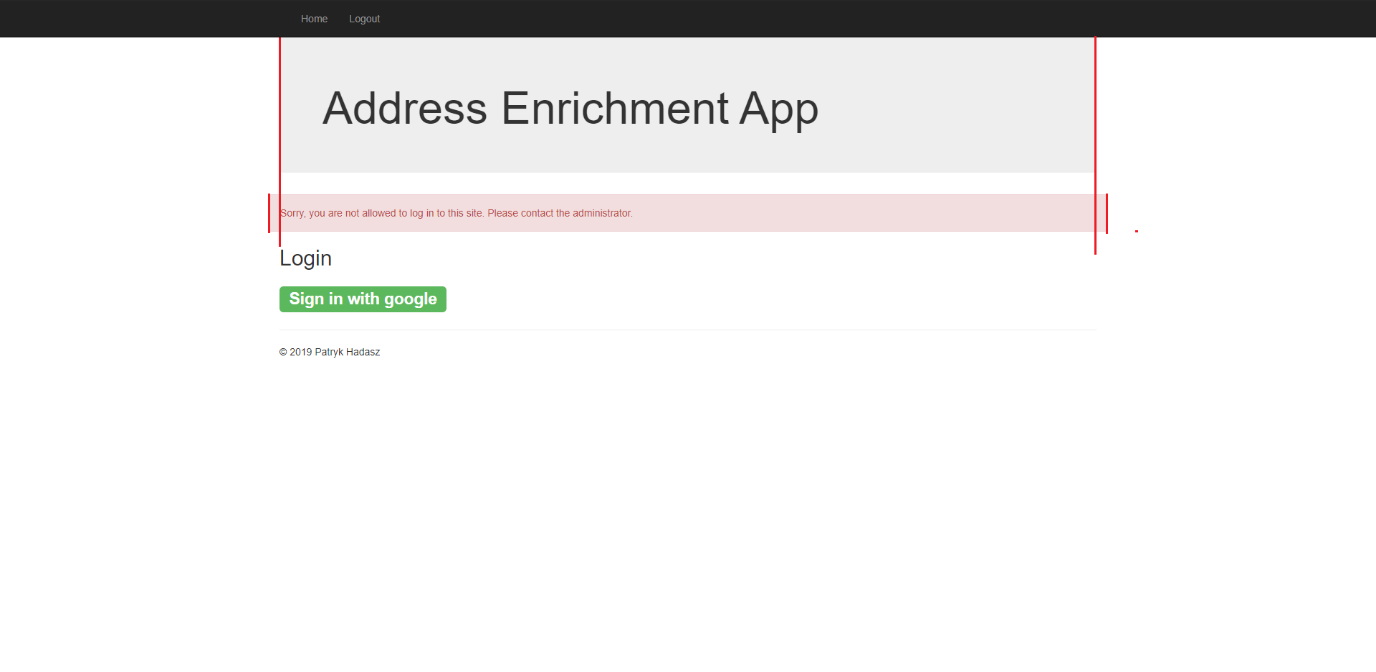 Home Logout
Address Enrichment App
Sorry, you are not allowed to log in to this site. Please contact the administrator.
Login
Sign in with google
© 2019 Patryk Hadasz